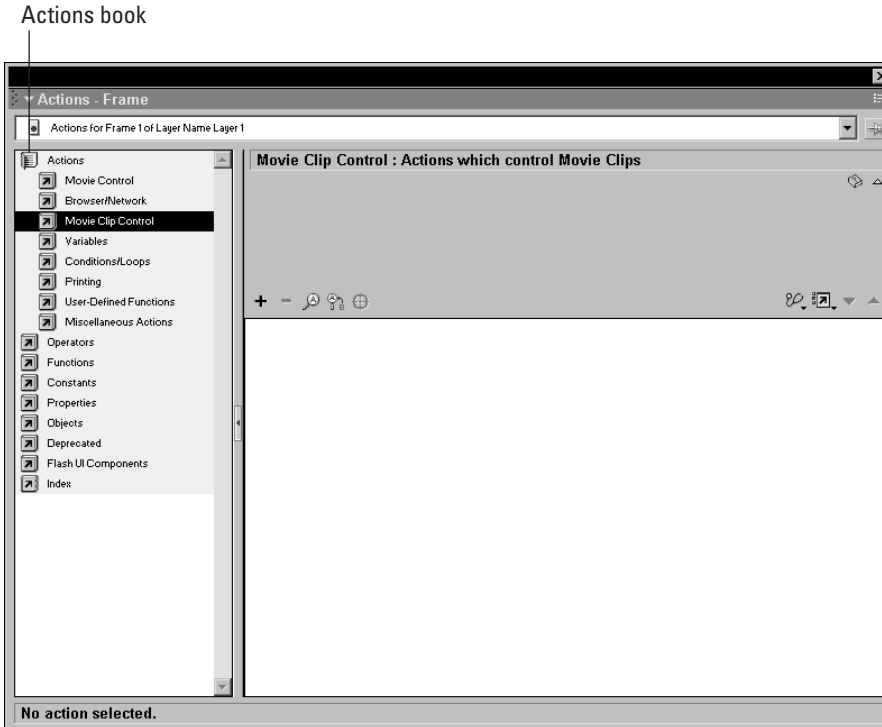 Actions book
Actions - Frame
Actions for Frame 1 of Layer Name Layer 1
Actions
Movie Control
Browser/Network
Movie Clip Control
Variables
Conditions/Loops
Printing
User-Defined Functions
Miscellaneous Actions
Operators
Functions
Constants
Properties
Objects
Deprecated
Flash UI Components
Index
Movie Clip Control : Actions which control Movie Clips
No action selected.